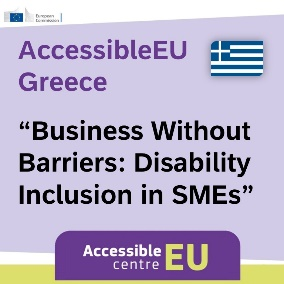 European
Commission
AccessibleEU
Greece
“Business Without
Barriers: Disability
Inclusion in SMEs”
Accessible
centre EU